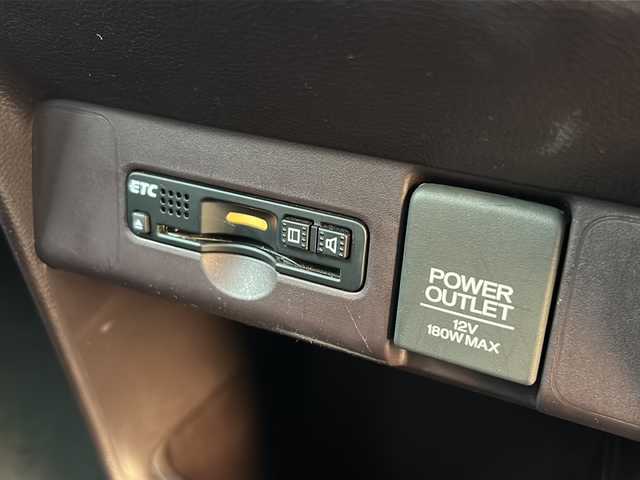 ETC
POWER
OUTLET
12V
180W MAX